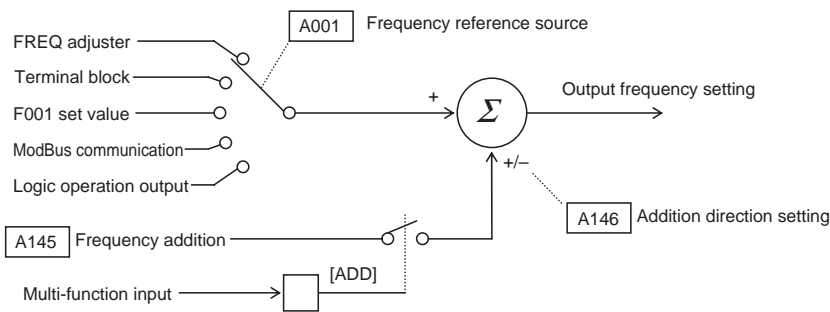 A001 Frequency reference source
FREQ adjuster
Terminal block
F001 set value
ModBus communication
Logic operation output
+
Σ
Output frequency setting
+/−
A146 Addition direction setting
A145 Frequency addition
[ADD]
Multi-function input